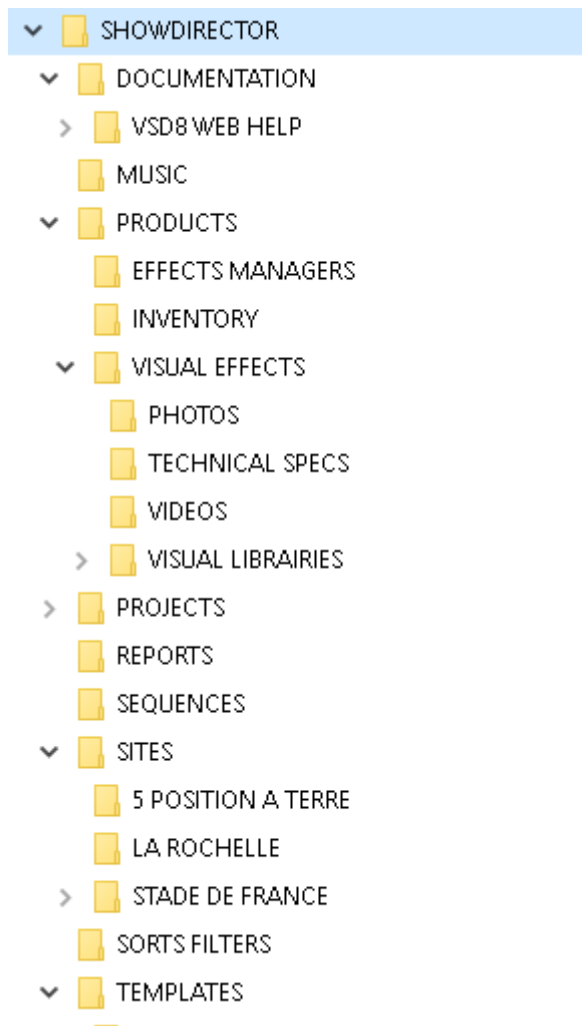 SHOWDIRECTOR
DOCUMENTATION
VSD8 WEB HELP
MUSIC
PRODUCTS
EFFECTS MANAGERS
INVENTORY
VISUAL EFFECTS
PHOTOS
TECHNICAL SPECS
VIDEOS
VISUAL LIBRAIRIES
PROJECTS
REPORTS
SEQUENCES
SITES
5 POSITION A TERRE
LA ROCHELLE
STADE DE FRANCE
SORTS FILTERS
TEMPLATES